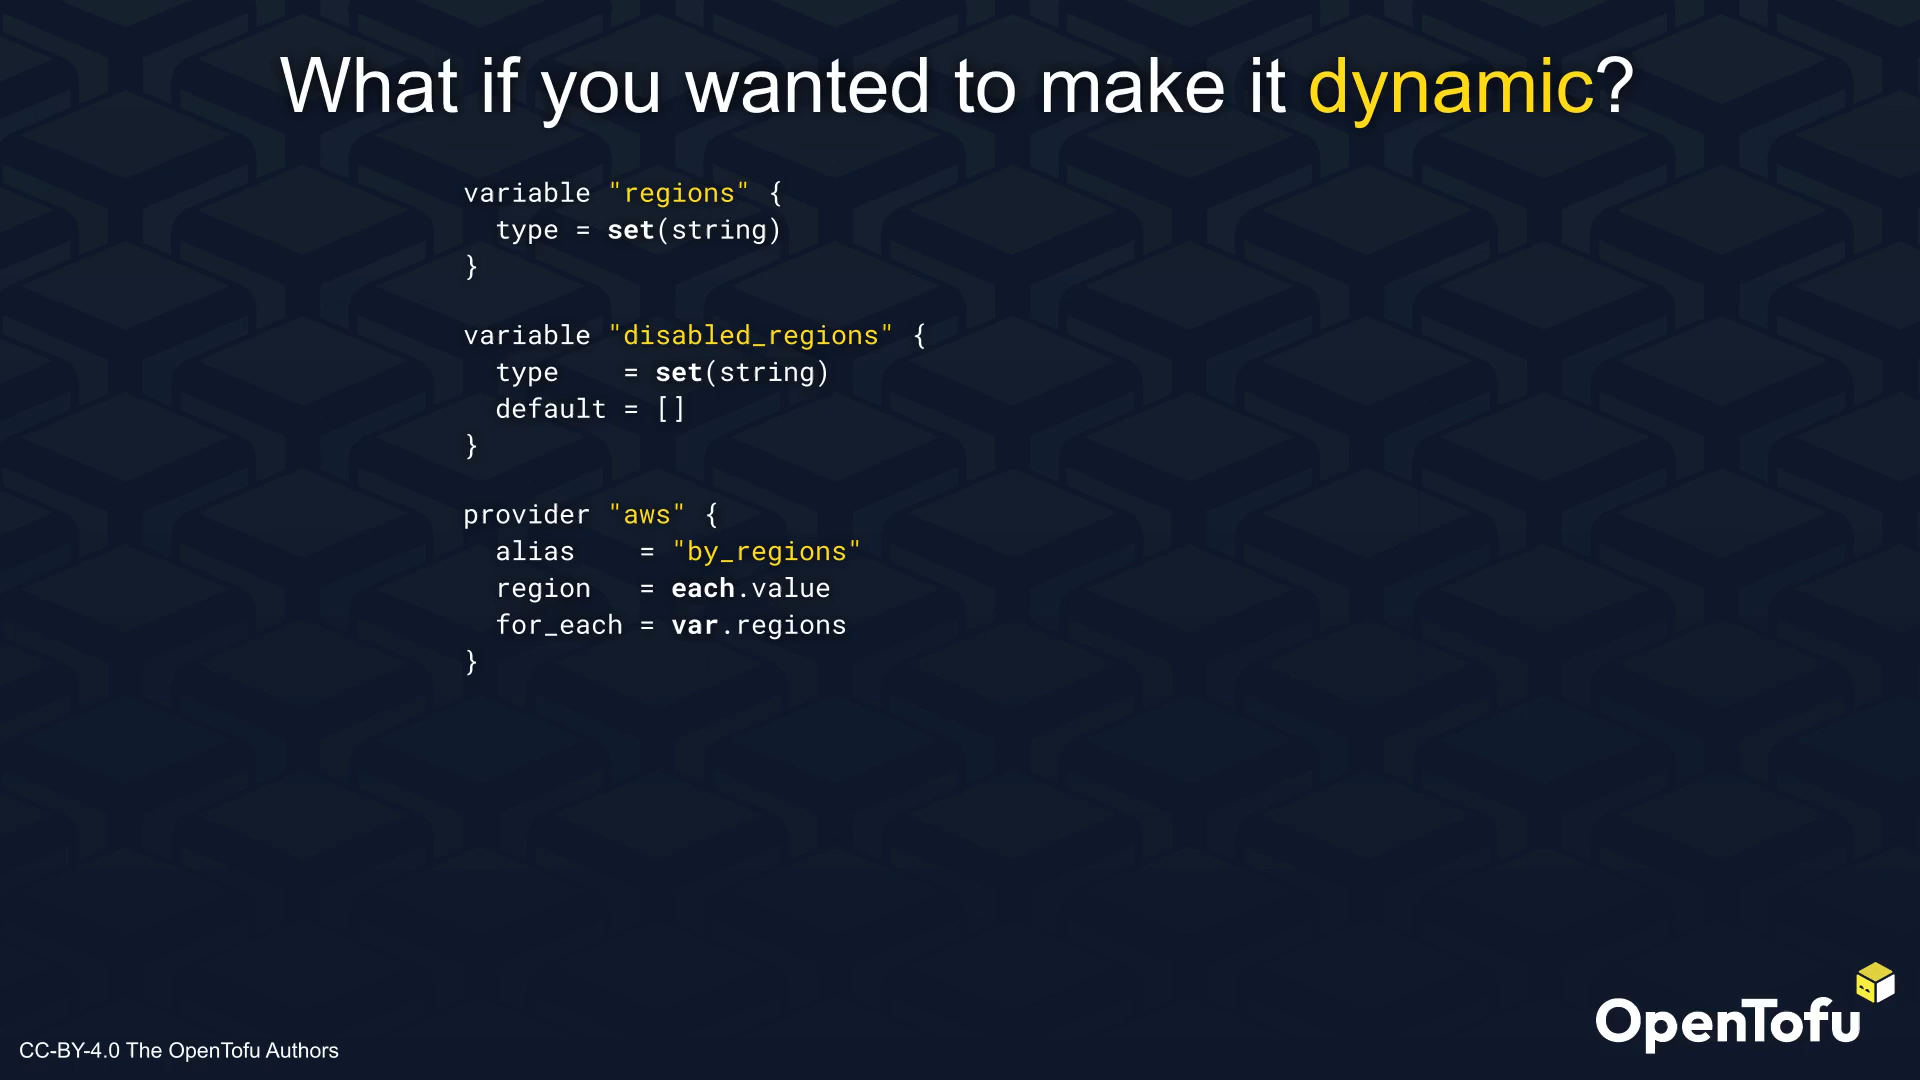 What if you wanted to make it dynamic?
variable "regions" {
  type = set(string)
}
variable "disabled_regions" {
  type    = set(string)
  default = []
}
provider "aws" {
  alias    = "by_regions"
  region   = each.value
  for_each = var.regions
}
OpenTofu
CC-BY-4.0 The OpenTofu Authors